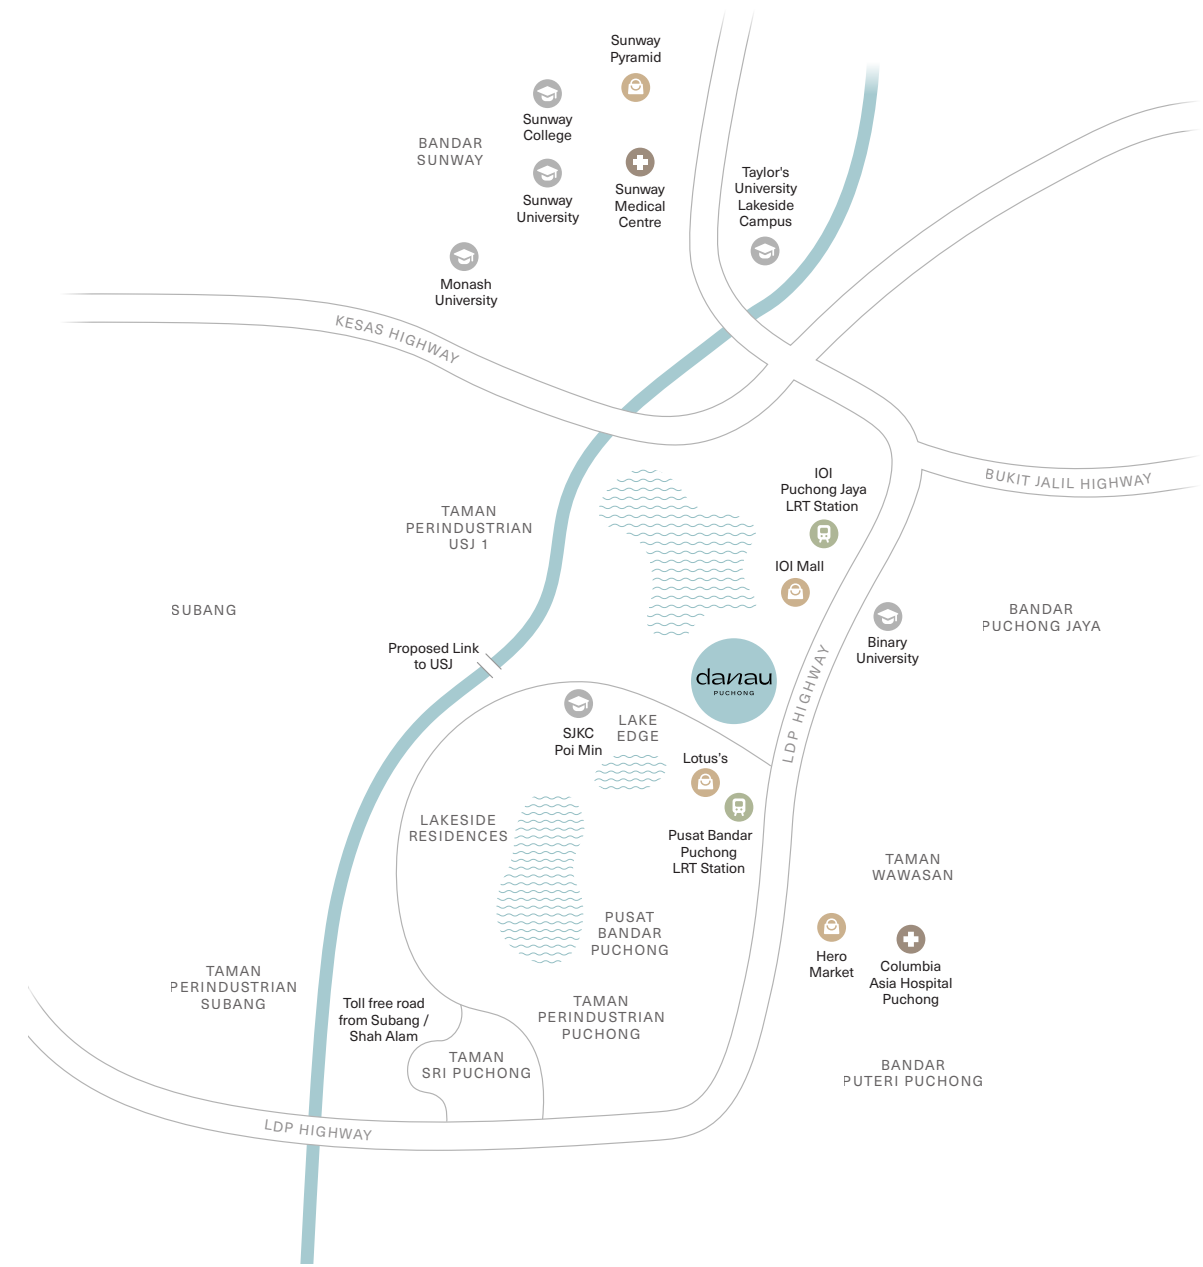 Sunway
Pyramid
Sunway
College
BANDAR
SUNWAY
Sunway
University
Sunway
Medical
Centre
Taylor's
University
Lakeside
Campus
Monash
University
KESAS HIGHWAY
IOI
Puchong Jaya
LRT Station
BUKIT JALIL HIGHWAY
TAMAN
PERINDUSTRIAN
USJ 1
IOI Mall
SUBANG
BANDAR
PUCHONG JAYA
Binary
University
Proposed Link
to USJ
danau
PUCHONG
LDP HIGHWAY
SJKC
Poi Min
LAKE
EDGE
Lotus's
LAKESIDE
RESIDENCES
Pusat Bandar
Puchong
LRT Station
TAMAN
WAWASAN
PUSAT
BANDAR
PUCHONG
Hero
Market
Columbia
Asia Hospital
Puchong
TAMAN
PERINDUSTRIAN
SUBANG
Toll free road
from Subang /
Shah Alam
TAMAN
PERINDUSTRIAN
PUCHONG
TAMAN
SRI PUCHONG
BANDAR
PUTERI PUCHONG
LDP HIGHWAY